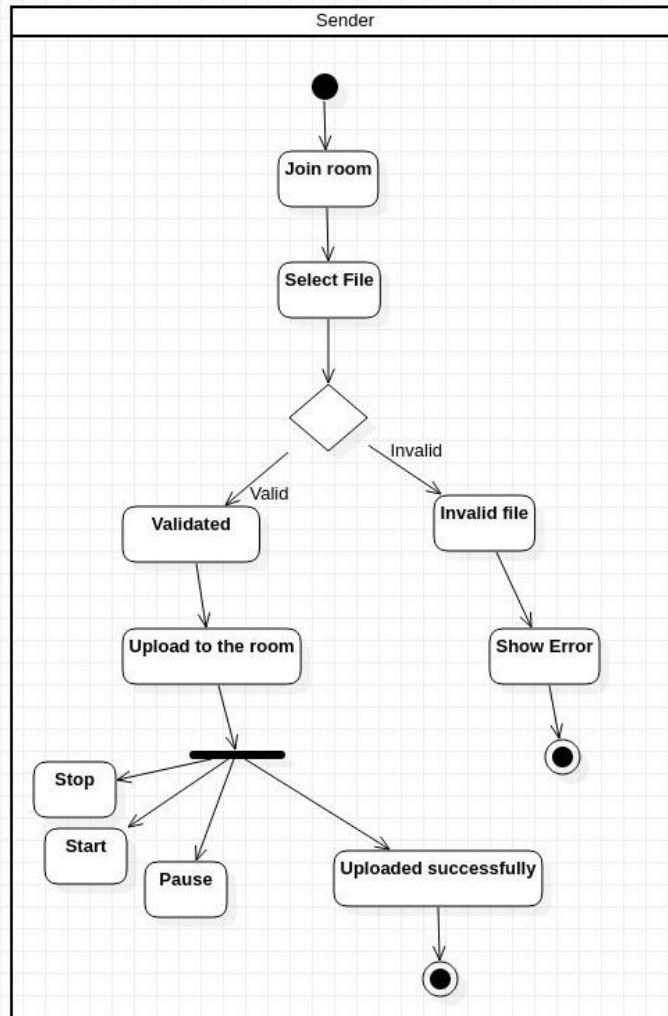 Sender
Join room
Select File
Invalid
Valid
Validated
Invalid file
Upload to the room
Show Error
Stop
Start
Pause
Uploaded successfully